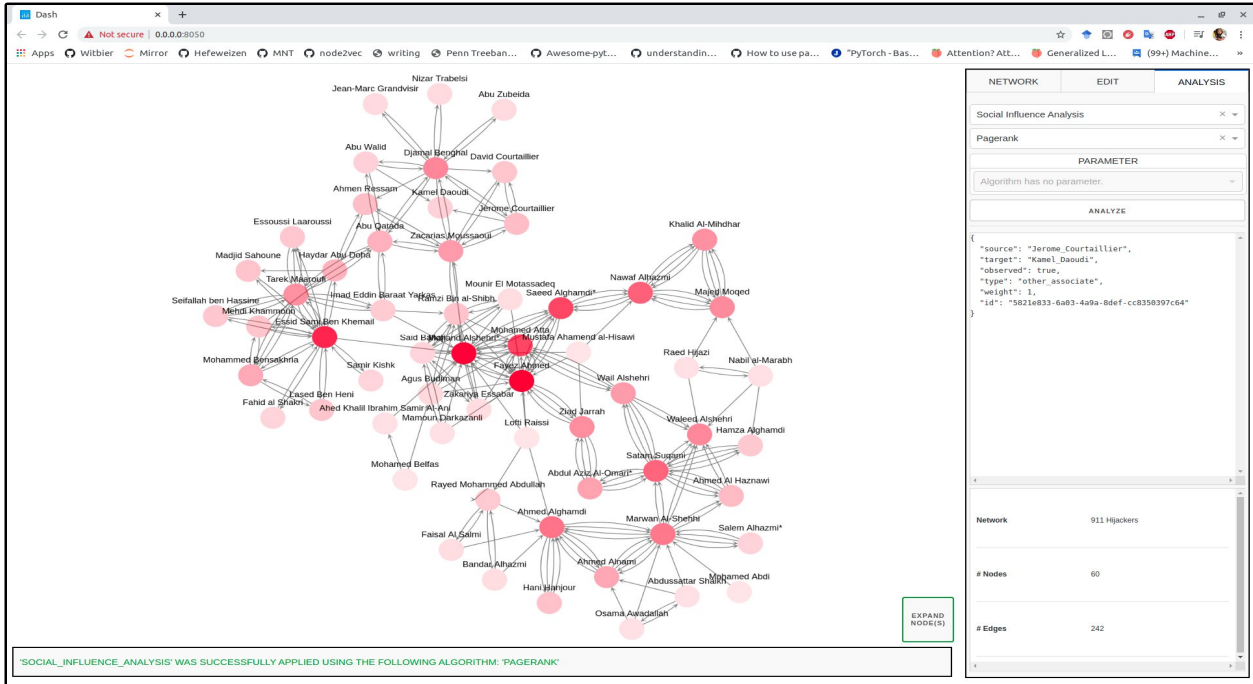 Dash
Not secure | 0.0.0.0:8050
Apps Witbier Mirror Hefeweizen MNT node2vec writing Penn Treeban... Awesome-pyt... understandin... How to use pa... "PyTorch - Bas... Attention? Att... Generalized L... (99+) Machine... »
Nizar Trabelsi
Jean-Marc Grandvisir
Abu Zubeida
Abu Walid
Djamal Benghal
David Courtaillier
Ahmen Ressam
Kamel Daoudi
Jerome Courtaillier
Essoussi Laaroussi
Abu Qatada
Zacarias Moussaoui
Khalid Al-Mihdhar
Madjid Sahoune
Haydar Abu Doha
Tarek Maaroufi
Mounir El Motassadeq
Nawaf Alhazmi
Seifallah ben Hassine
Imad Eddin Baraat Yarkas
Ramzi Bin al-Shibh
Saeed Alghamdi*
Majed Moqed
Mehdi Khammoun
Essid Sami Ben Khemail
Said Bahaji
Mohand Alshehri*
Mohamed Atta
Mustafa Ahamend al-Hisawi
Mohammed Bensakhria
Samir Kishk
Fayez Ahmed
Raed Hijazi
Nabil al-Marabh
Agus Budiman
Wail Alshehri
Fahid al Shakri
Lased Ben Heni
Zakariya Essabar
Ahed Khalil Ibrahim Samir Al-Ani
Mamoun Darkazanli
Lofti Raissi
Ziad Jarrah
Waleed Alshehri
Hamza Alghamdi
Mohamed Belfas
Satam Suqami
Abdul Aziz Al-Omari*
Rayed Mohammed Abdullah
Ahmed Al Haznawi
Ahmed Alghamdi
Marwan Al-Shehhi
Salem Alhazmi*
Faisal Al Salmi
Bandar Alhazmi
Ahmed Alnami
Abdussattar Shaikh
Mohamed Abdi
Hani Hanjour
Osama Awadallah
EXPAND
NODE(S)
'SOCIAL_INFLUENCE_ANALYSIS' WAS SUCCESSFULLY APPLIED USING THE FOLLOWING ALGORITHM: 'PAGERANK'
NETWORK EDIT ANALYSIS
Social Influence Analysis
Pagerank
PARAMETER
Algorithm has no parameter.
ANALYZE
{
"source": "Jerome_Courtaillier",
"target": "Kamel_Daoudi",
"observed": true,
"type": "other_associate",
"weight": 1,
"id": "5821e833-6a03-4a9a-8def-cc8350397c64"
}
Network 911 Hijackers
# Nodes 60
# Edges 242